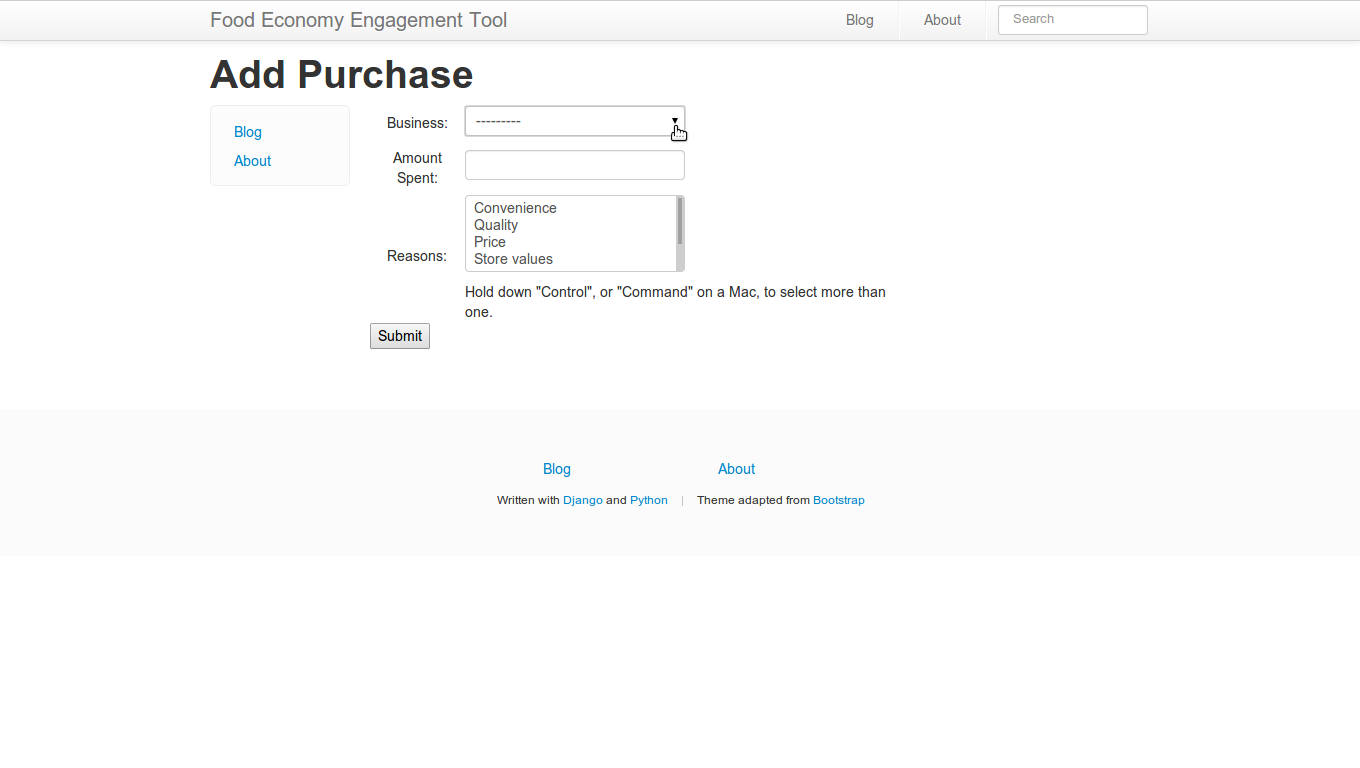 Food Economy Engagement Tool
Blog
About
Search
Add Purchase
Blog
About
Business:
---------
Amount
Spent:
Reasons:
Convenience
Quality
Price
Store values
Hold down "Control", or "Command" on a Mac, to select more than
one.
Submit
Blog
About
Written with Django and Python | Theme adapted from Bootstrap